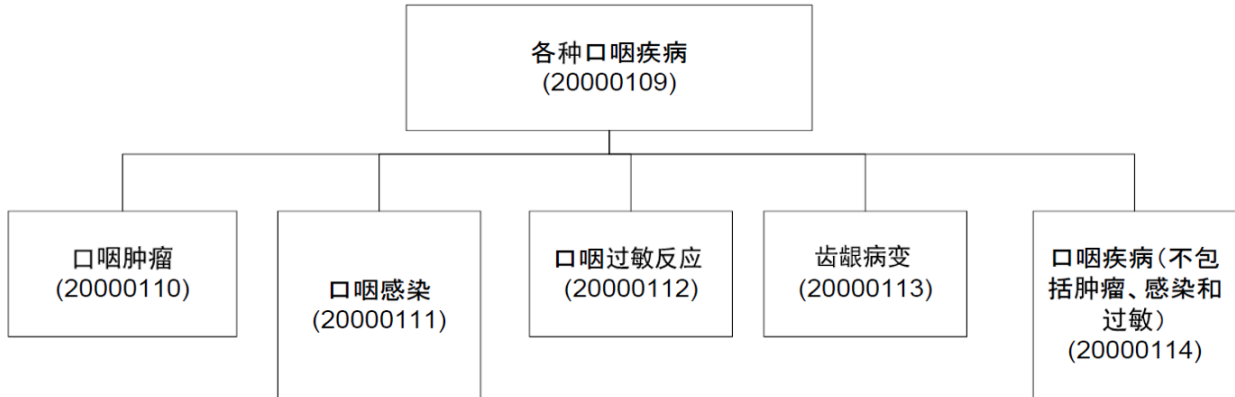 各种口咽疾病
(20000109)
口咽肿瘤
(20000110)
口咽感染
(20000111)
口咽过敏反应
(20000112)
齿龈病变
(20000113)
口咽疾病(不包
括肿瘤、感染和
过敏)
(20000114)